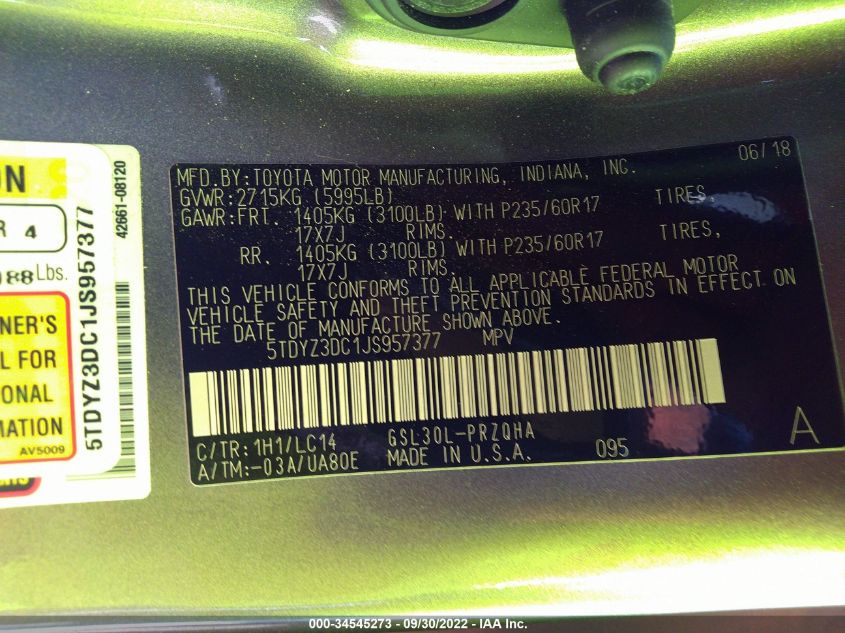 MFD.BY:TOYOTA MOTOR MANUFACTURING, INDIANA, INC. 06/18
GVWR:2715KG (5995LB)
GAWR:FRT. 1405KG (3100LB) WITH P235/60R17 TIRES,
17X7J RIMS.
RR. 1405KG (3100LB) WITH P235/60R17 TIRES,
17X7J RIMS.
THIS VEHICLE CONFORMS TO ALL APPLICABLE FEDERAL MOTOR
VEHICLE SAFETY AND THEFT PREVENTION STANDARDS IN EFFECT ON
THE DATE OF MANUFACTURE SHOWN ABOVE.
5TDYZ3DC1JS957377 MPV
C/TR:1H1/LC14 GSL30L-PRZQHA
A/TM:-03A/UA80E MADE IN U.S.A. 095 A
ON
R 4
Lbs.
NER'S
L FOR
IONAL
MATION
AV5009
5TDYZ3DC1JS957377
42661-08120
000-34545273 - 09/30/2022 - IAA Inc.